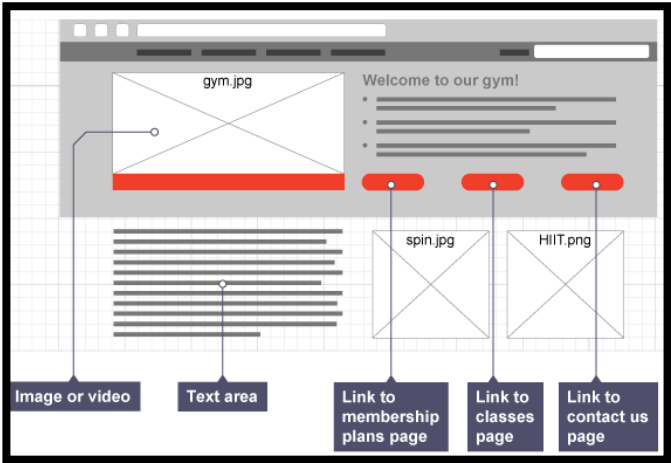 gym.jpg
Welcome to our gym!
spin.jpg
HIIT.png
Image or video
Text area
Link to
membership
plans page
Link to
classes
page
Link to
contact us
page